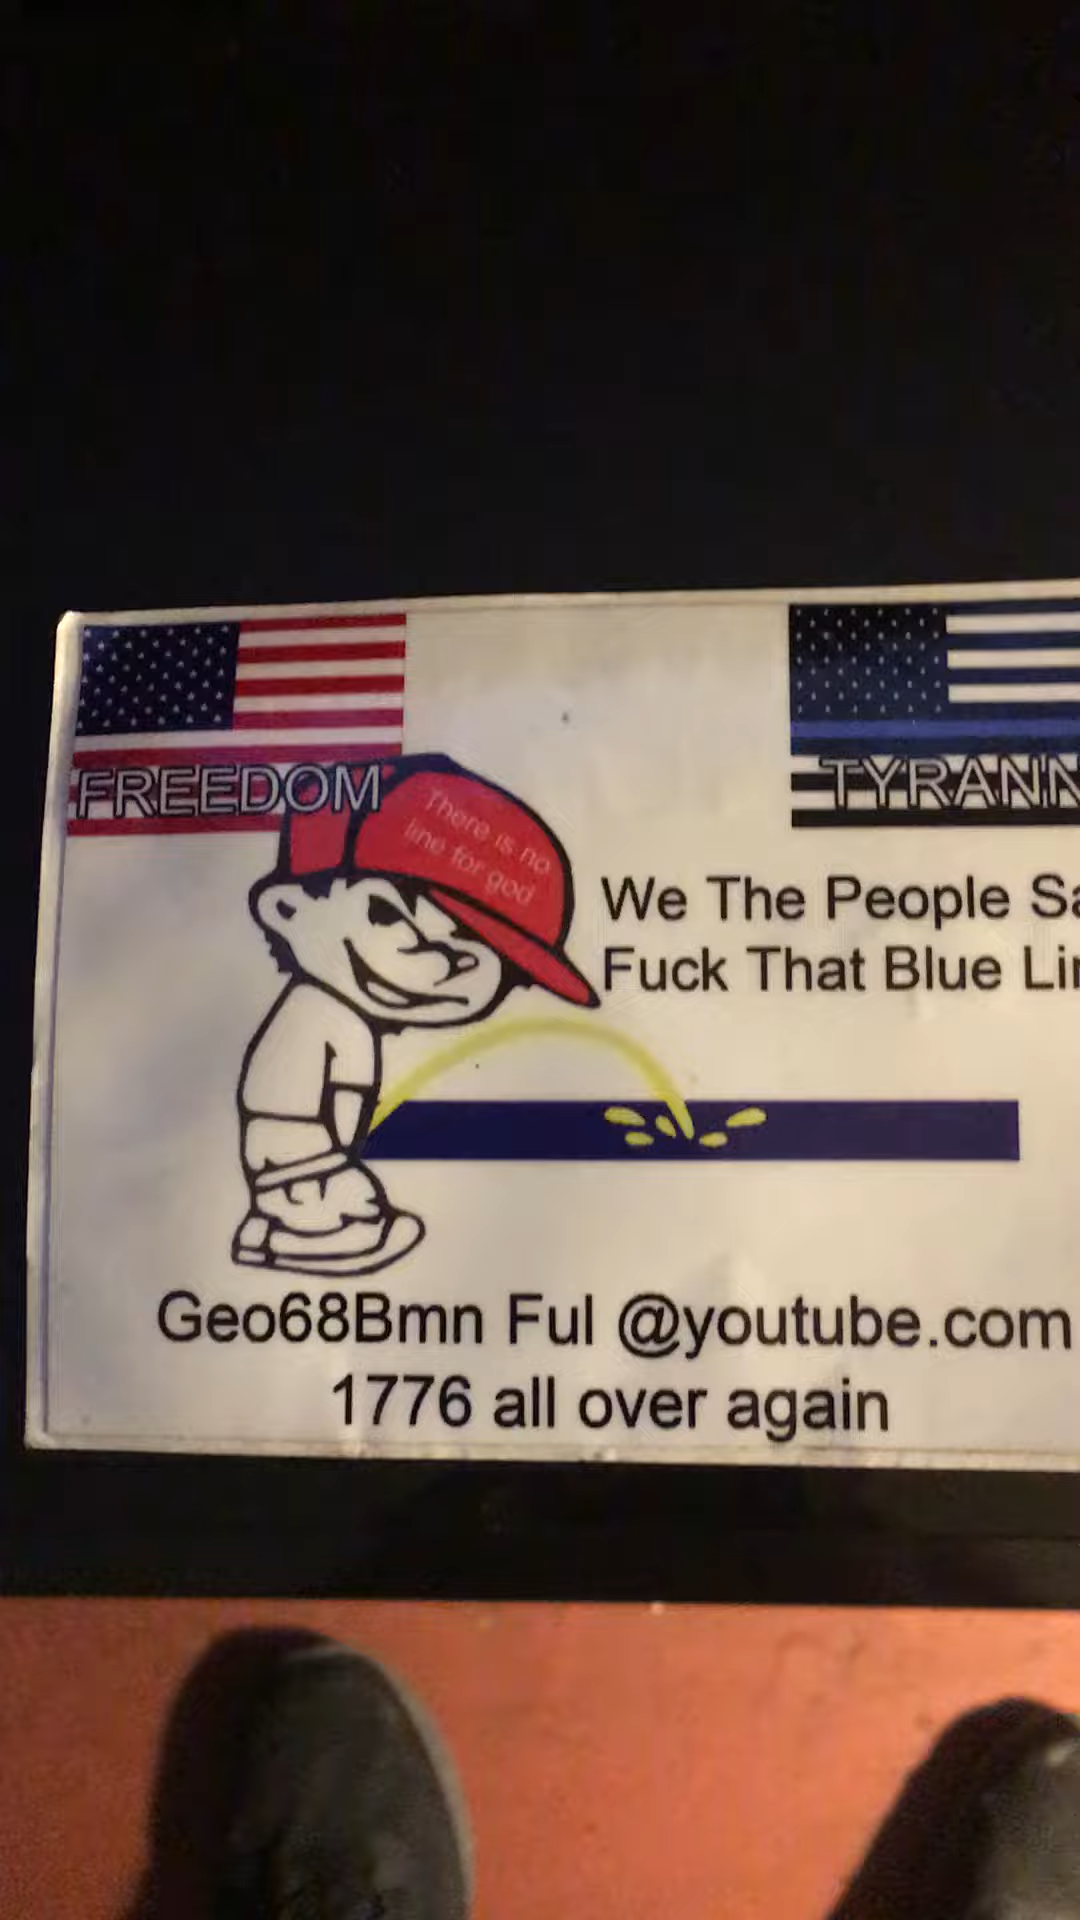 FREEDOM
TYRANN
There is no
line for god
We The People Sa
Fuck That Blue Lin
Geo68Bmn Ful @youtube.com
1776 all over again